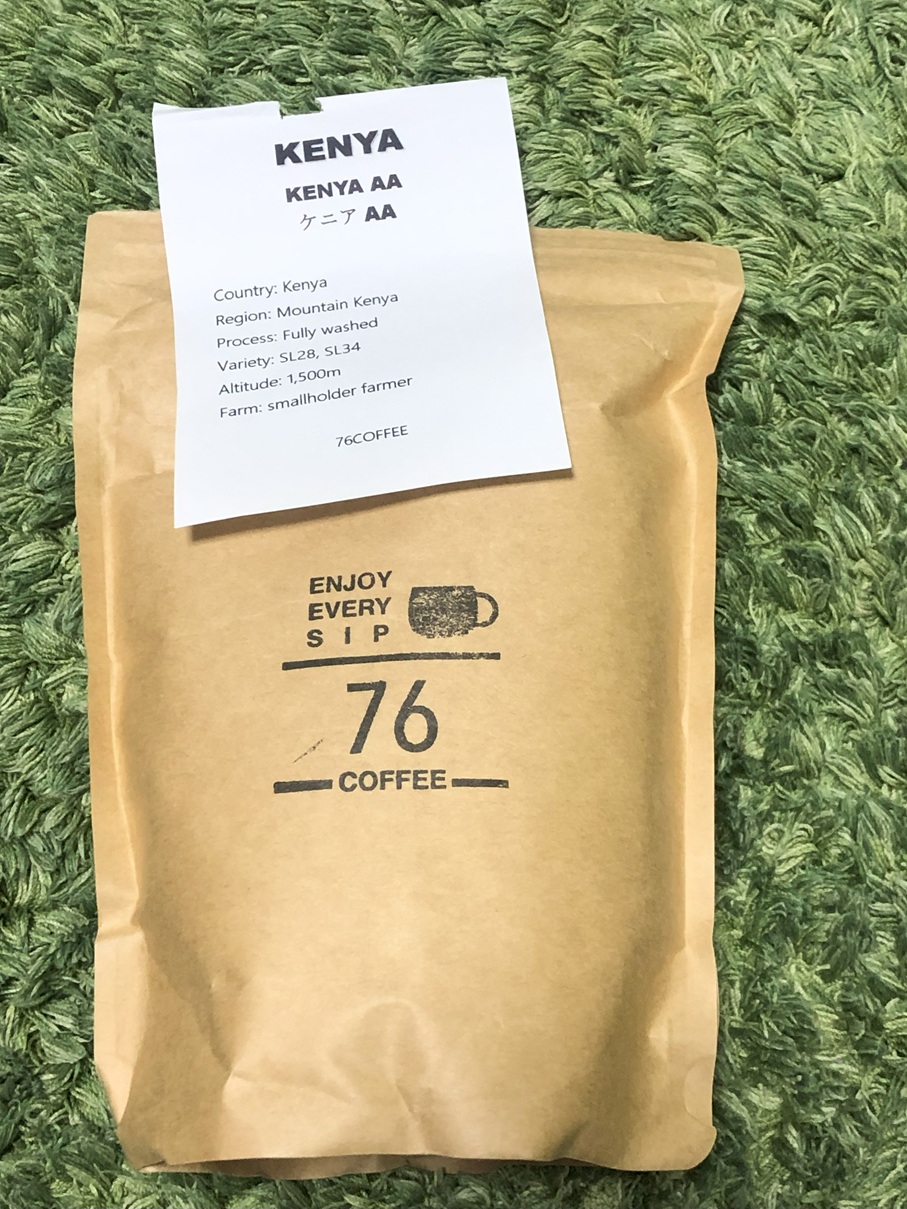 KENYA
KENYA AA
ケニア AA
Country: Kenya
Region: Mountain Kenya
Process: Fully washed
Variety: SL28, SL34
Altitude: 1,500m
Farm: smallholder farmer
76COFFEE
ENJOY
EVERY
SIP
76
COFFEE